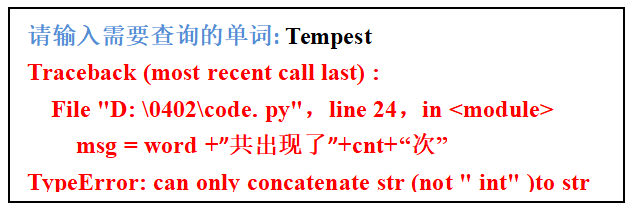 请输入需要查询的单词: Tempest
Traceback (most recent call last) :
File "D: \0402\code. py"，line 24，in <module>
msg = word +”共出现了”+cnt+“次”
TypeError: can only concatenate str (not " int" )to str